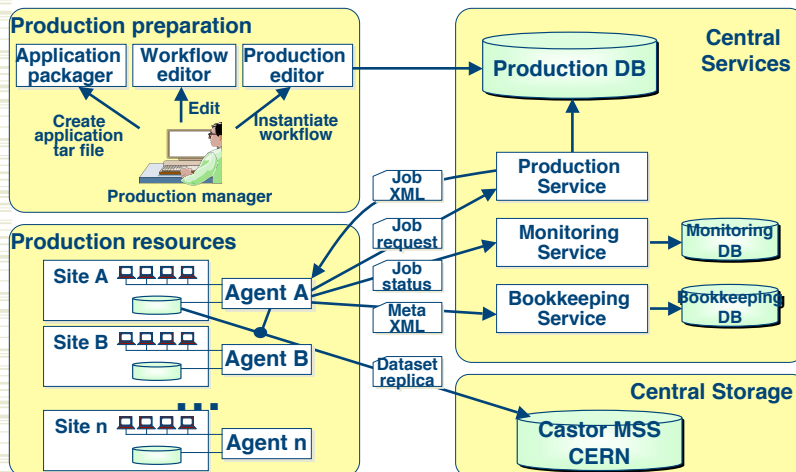 Production preparation
Application
packager
Workflow
editor
Production
editor
Create
application
tar file
Edit
Instantiate
workflow
Production manager
Central
Services
Production DB
Production
Service
Monitoring
Service
Monitoring
DB
Bookkeeping
Service
Bookkeeping
DB
Job
XML
Job
request
Job
status
Meta
XML
Dataset
replica
Production resources
Site A
Agent A
Site B
Agent B
...
Site n
Agent n
Central Storage
Castor MSS
CERN